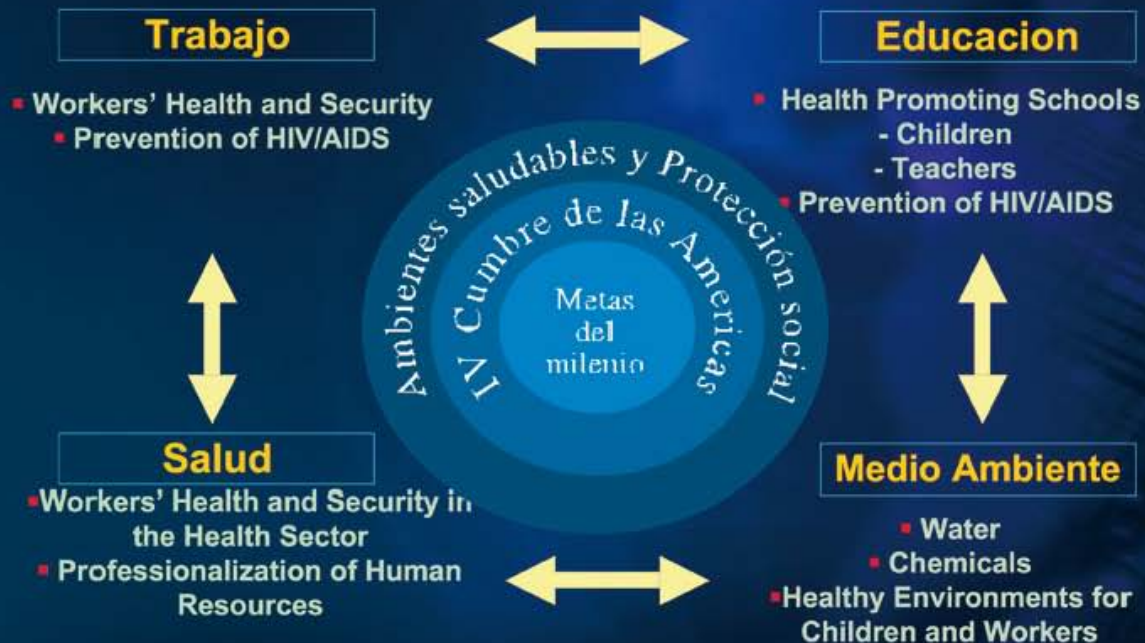 Trabajo
▪ Workers' Health and Security
▪ Prevention of HIV/AIDS
Educacion
▪ Health Promoting Schools
- Children
- Teachers
▪ Prevention of HIV/AIDS
Ambientes saludables y Protección social
IV Cumbre de las Americas
Metas
del
milenio
Salud
▪Workers' Health and Security in
the Health Sector
▪ Professionalization of Human
Resources
Medio Ambiente
▪ Water
▪ Chemicals
▪Healthy Environments for
Children and Workers